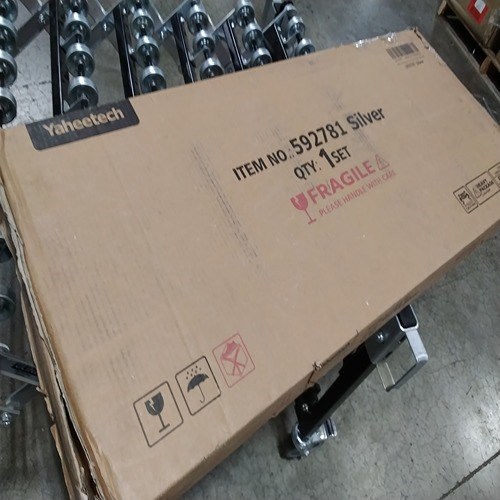 Yaheetech
ITEM NO.:592781 Silver
QTY. 1SET
FRAGILE
PLEASE HANDLE WITH CARE